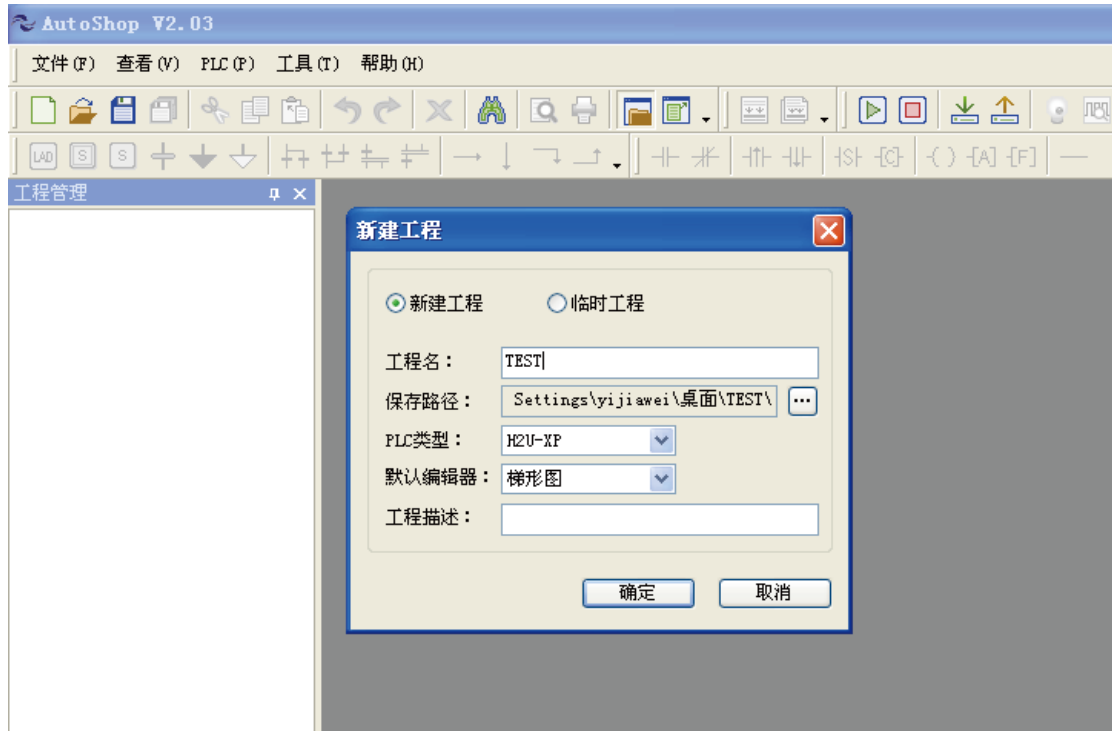 AutoShop V2.03
文件(F) 查看(V) PLC(P) 工具(T) 帮助(H)
LAD S S
S C ( ) A F
工程管理
新建工程
新建工程 临时工程
工程名： TEST
保存路径： Settings\yijiawei\桌面\TEST\ ...
PLC类型： H2U-XP
默认编辑器： 梯形图
工程描述：
确定 取消